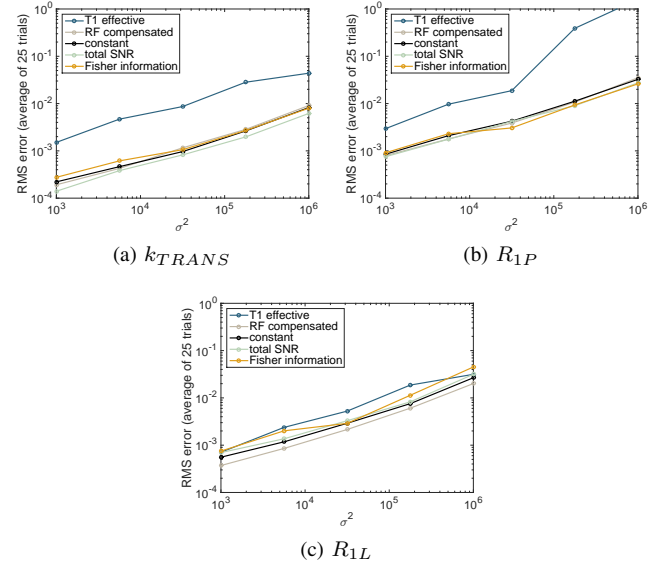 RMS error (average of 25 trials)
10^0
10^-1
10^-2
10^-3
10^-4
T1 effective
RF compensated
constant
total SNR
Fisher information
10^3 10^4 10^5 10^6
σ^2
(a) k_TRANS
RMS error (average of 25 trials)
10^0
10^-1
10^-2
10^-3
10^-4
T1 effective
RF compensated
constant
total SNR
Fisher information
10^3 10^4 10^5 10^6
σ^2
(b) R_1P
RMS error (average of 25 trials)
10^0
10^-1
10^-2
10^-3
10^-4
T1 effective
RF compensated
constant
total SNR
Fisher information
10^3 10^4 10^5 10^6
σ^2
(c) R_1L